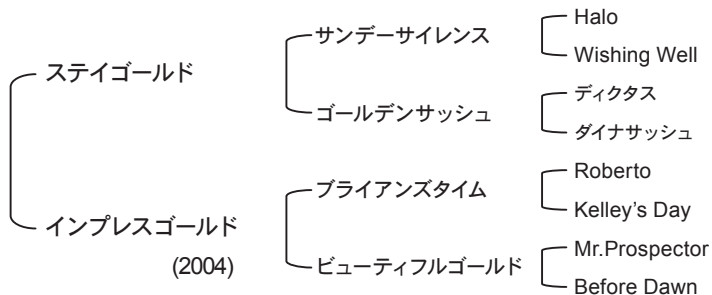 ステイゴールド
サンデーサイレンス
Halo
Wishing Well
ゴールデンサッシュ
ディクタス
ダイナサッシュ
インプレスゴールド
(2004)
ブライアンズタイム
Roberto
Kelley's Day
ビューティフルゴールド
Mr.Prospector
Before Dawn